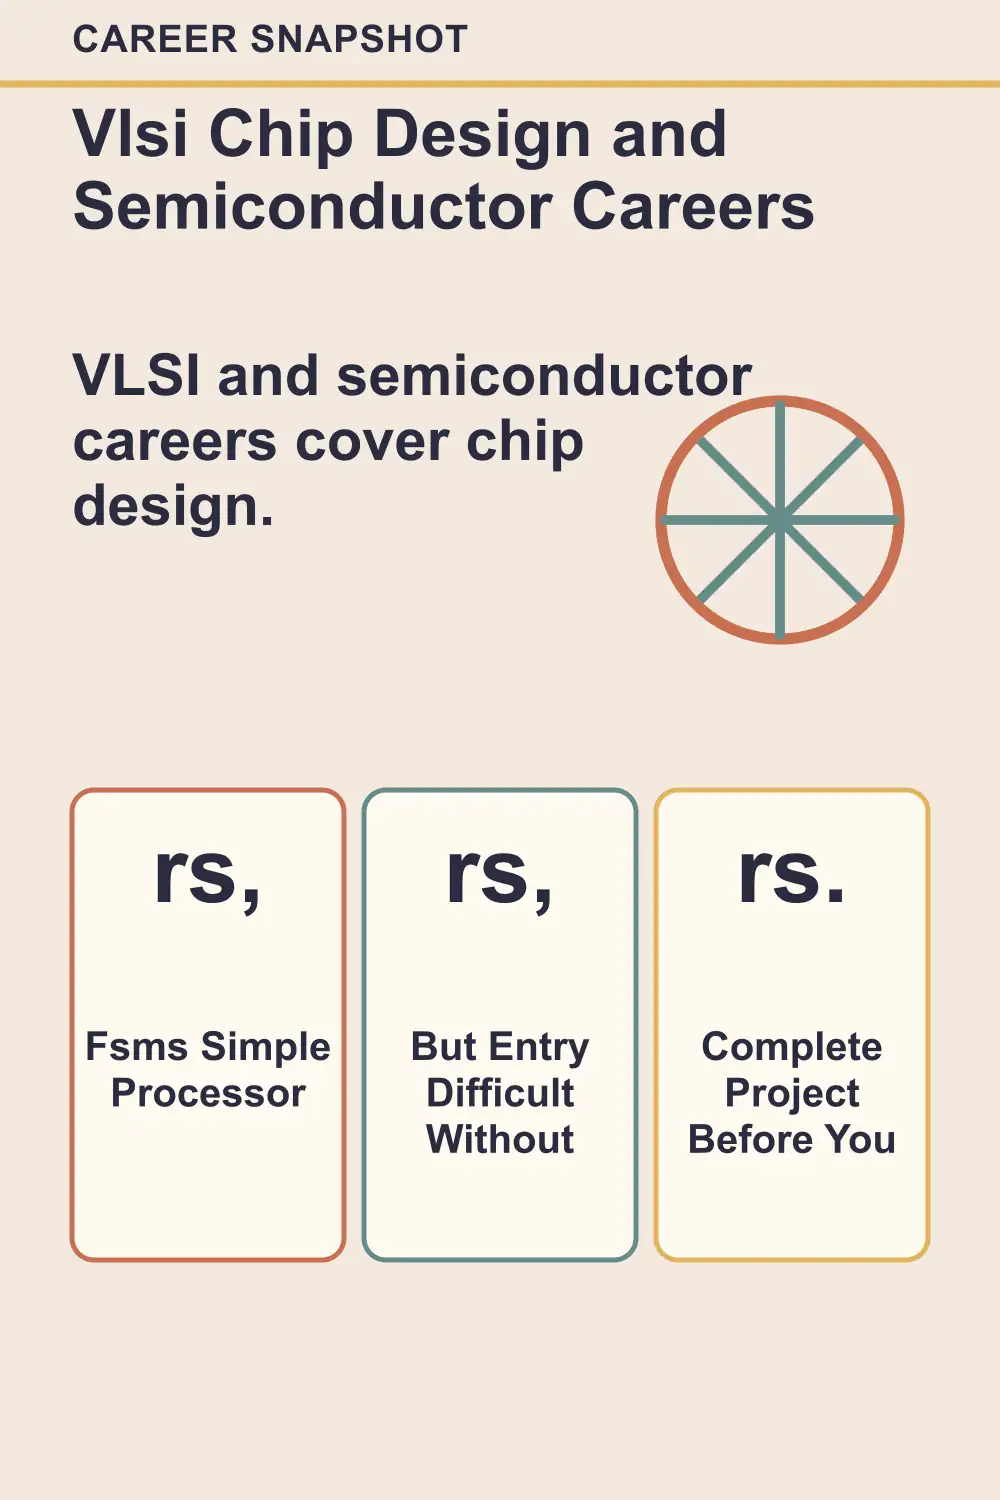 CAREER SNAPSHOT
Vlsi Chip Design and
Semiconductor Careers
VLSI and semiconductor
careers cover chip
design.
rs,
Fsms Simple
Processor
rs,
But Entry
Difficult
Without
rs.
Complete
Project
Before You